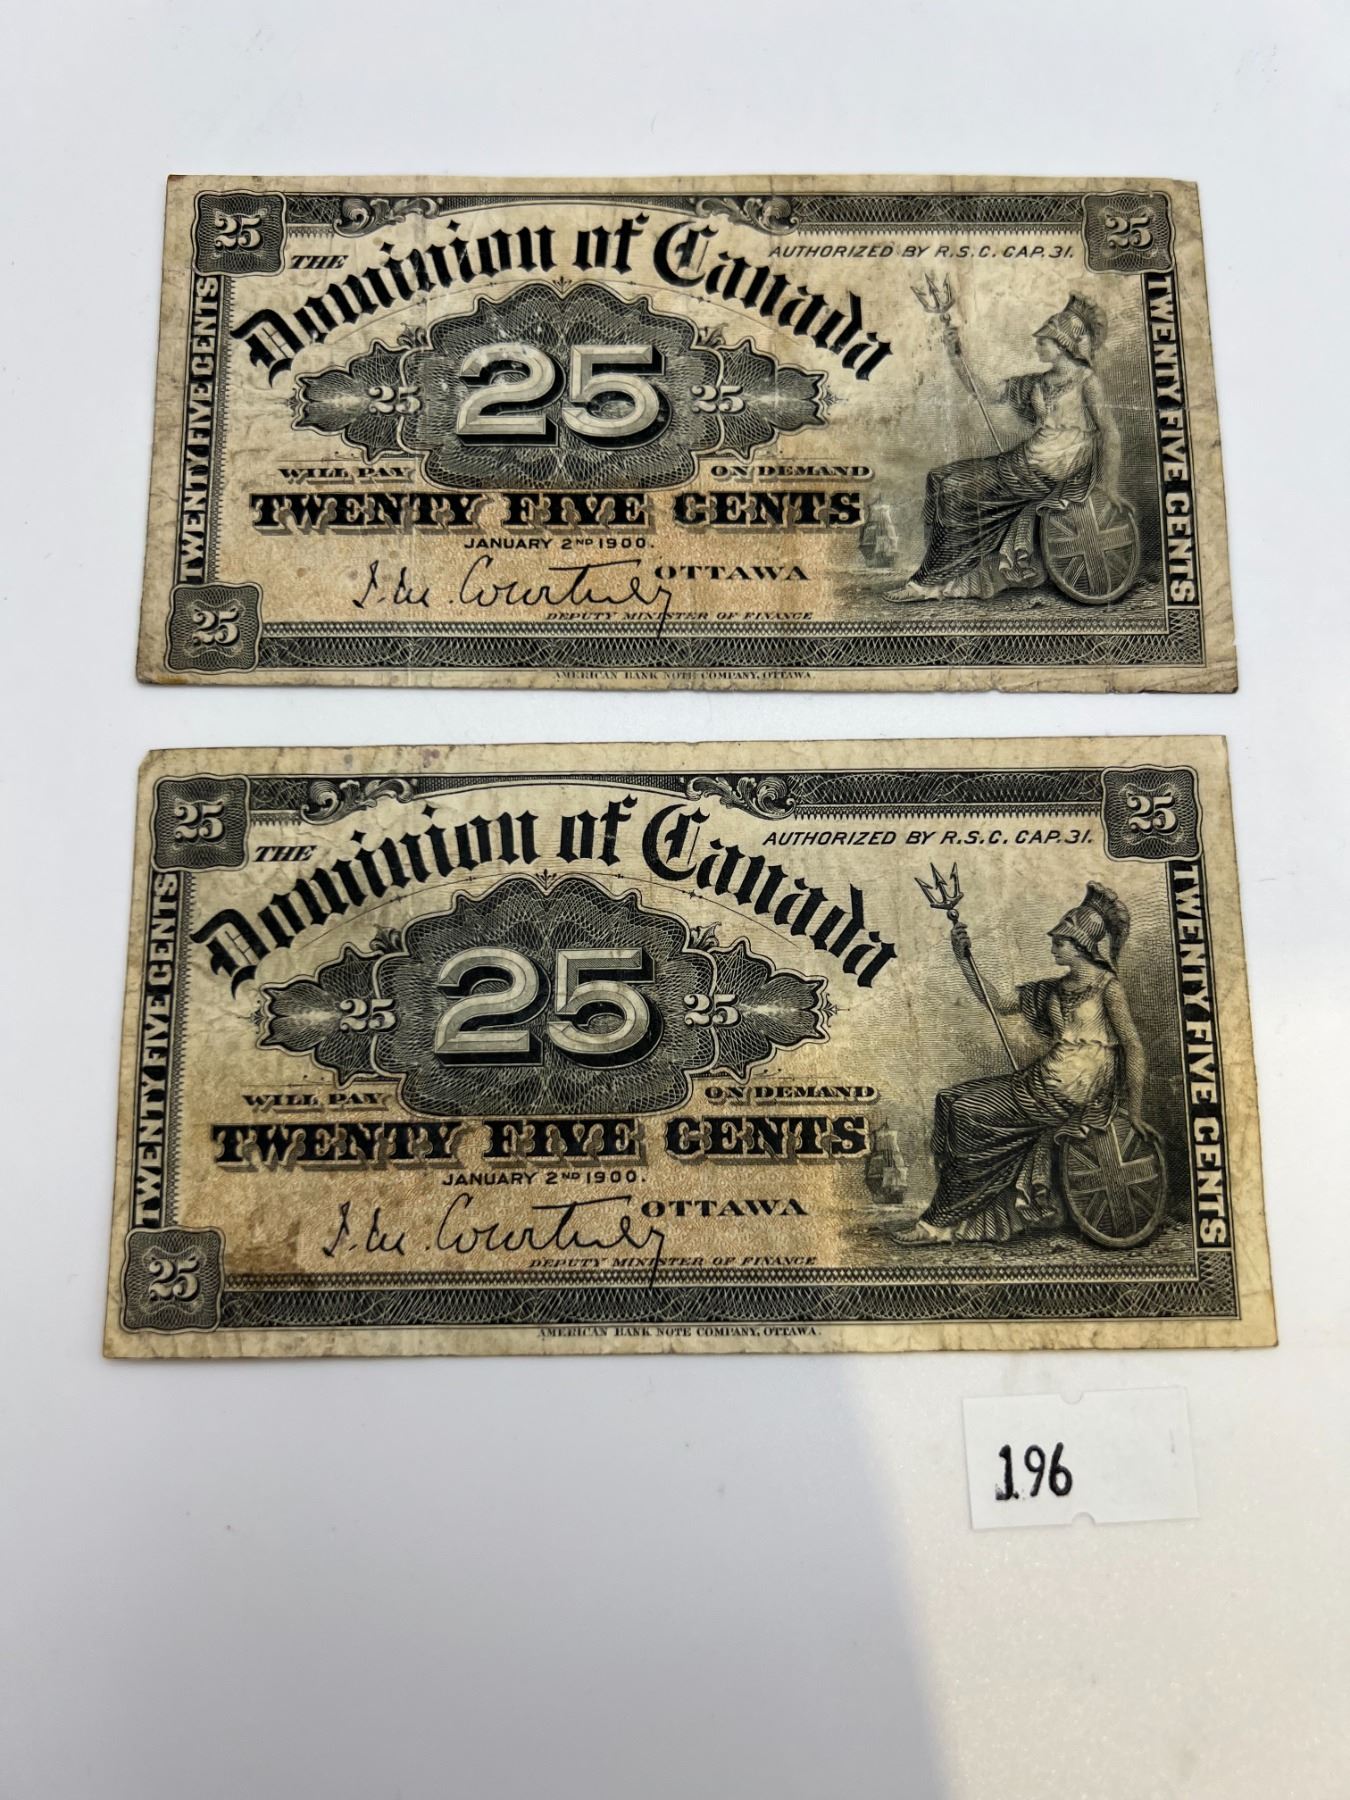 25 25
THE Dominion of Canada AUTHORIZED BY R.S.C. CAP. 31.
TWENTY FIVE CENTS
25 25 25
TWENTY FIVE CENTS
WILL PAY ON DEMAND
TWENTY FIVE CENTS
JANUARY 2ND 1900.
J. M. Courtney OTTAWA
DEPUTY MINISTER OF FINANCE
25
AMERICAN BANK NOTE COMPANY, OTTAWA.
25 25
THE Dominion of Canada AUTHORIZED BY R.S.C. CAP. 31.
TWENTY FIVE CENTS
25 25 25
TWENTY FIVE CENTS
WILL PAY ON DEMAND
TWENTY FIVE CENTS
JANUARY 2ND 1900.
J. M. Courtney OTTAWA
DEPUTY MINISTER OF FINANCE
25
AMERICAN BANK NOTE COMPANY, OTTAWA.
196